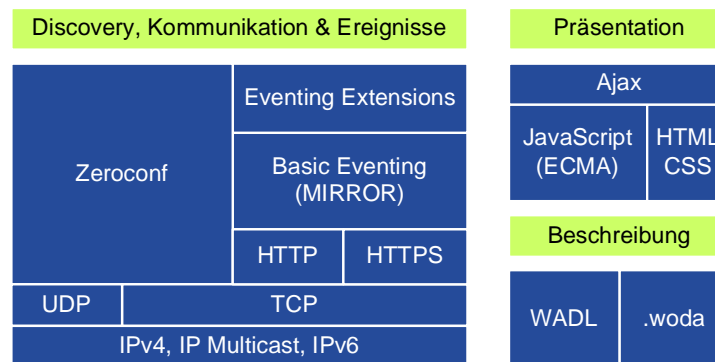 Discovery, Kommunikation & Ereignisse
Zeroconf
Eventing Extensions
Basic Eventing
(MIRROR)
HTTP
HTTPS
UDP
TCP
IPv4, IP Multicast, IPv6
Präsentation
Ajax
JavaScript
(ECMA)
HTML
CSS
Beschreibung
WADL
.woda